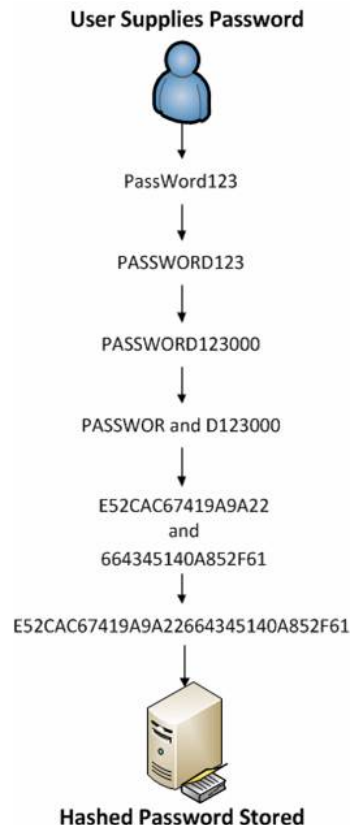 User Supplies Password
PassWord123
PASSWORD123
PASSWORD123000
PASSWOR and D123000
E52CAC67419A9A22
and
664345140A852F61
E52CAC67419A9A22664345140A852F61
Hashed Password Stored